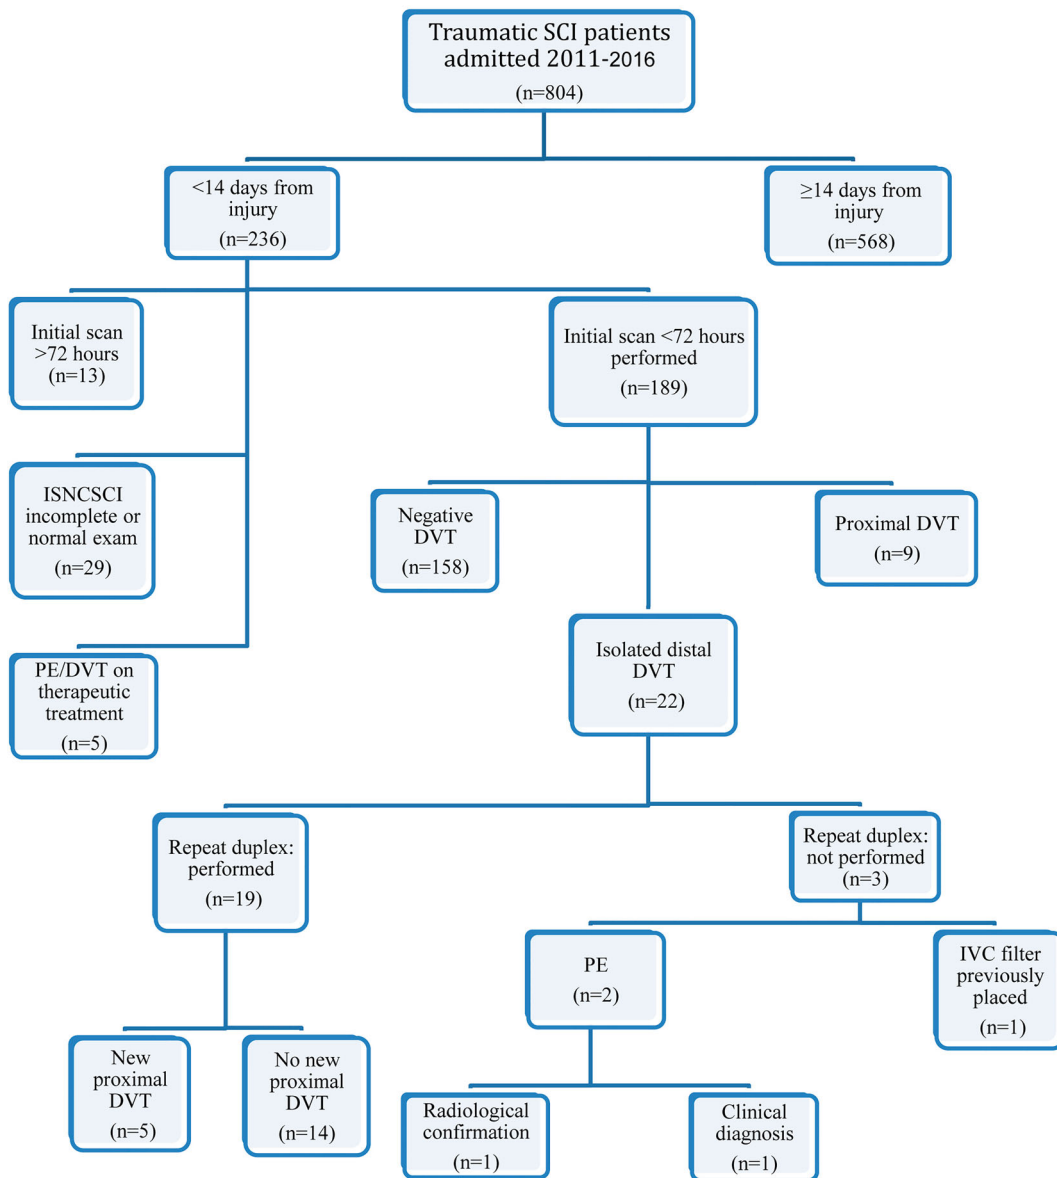 Traumatic SCI patients
admitted 2011-2016
(n=804)
<14 days from
injury
(n=236)
≥14 days from
injury
(n=568)
Initial scan
>72 hours
(n=13)
Initial scan <72 hours
performed
(n=189)
ISNCSCI
incomplete or
normal exam
(n=29)
Negative
DVT
(n=158)
Proximal DVT
(n=9)
PE/DVT on
therapeutic
treatment
(n=5)
Isolated distal
DVT
(n=22)
Repeat duplex:
performed
(n=19)
Repeat duplex:
not performed
(n=3)
PE
(n=2)
IVC filter
previously
placed
(n=1)
New
proximal
DVT
(n=5)
No new
proximal
DVT
(n=14)
Radiological
confirmation
(n=1)
Clinical
diagnosis
(n=1)